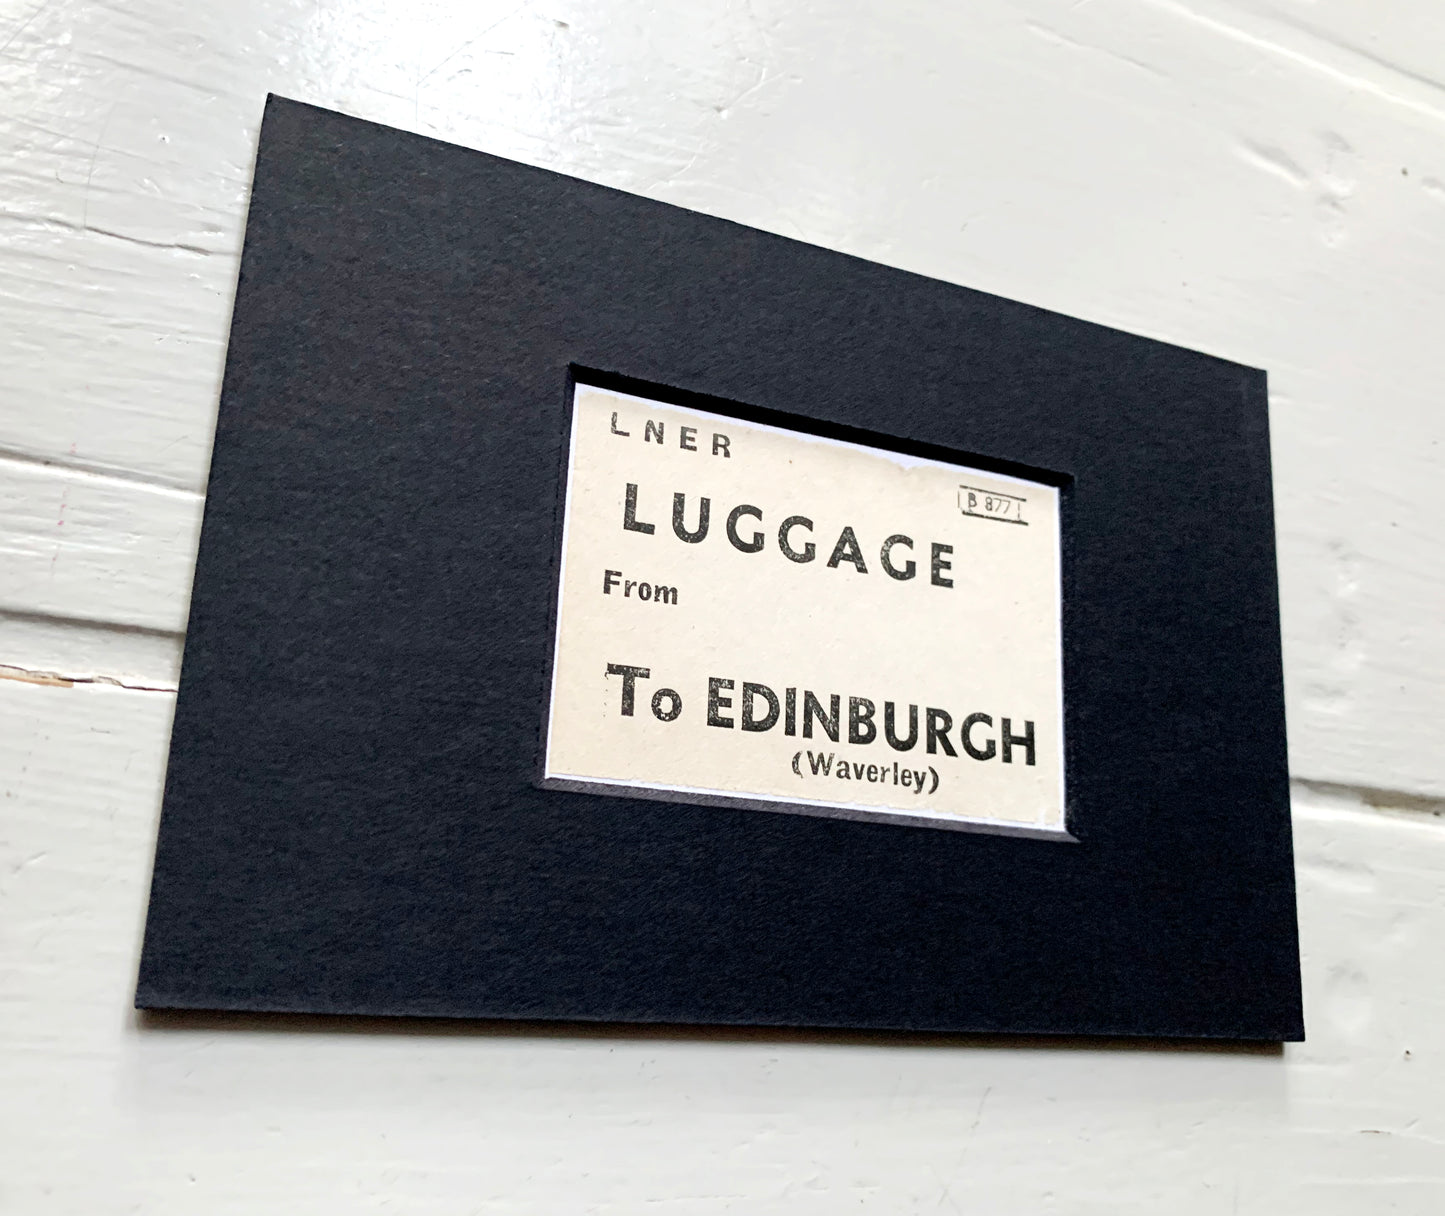 LNER
B 877
LUGGAGE
From
To EDINBURGH
(Waverley)